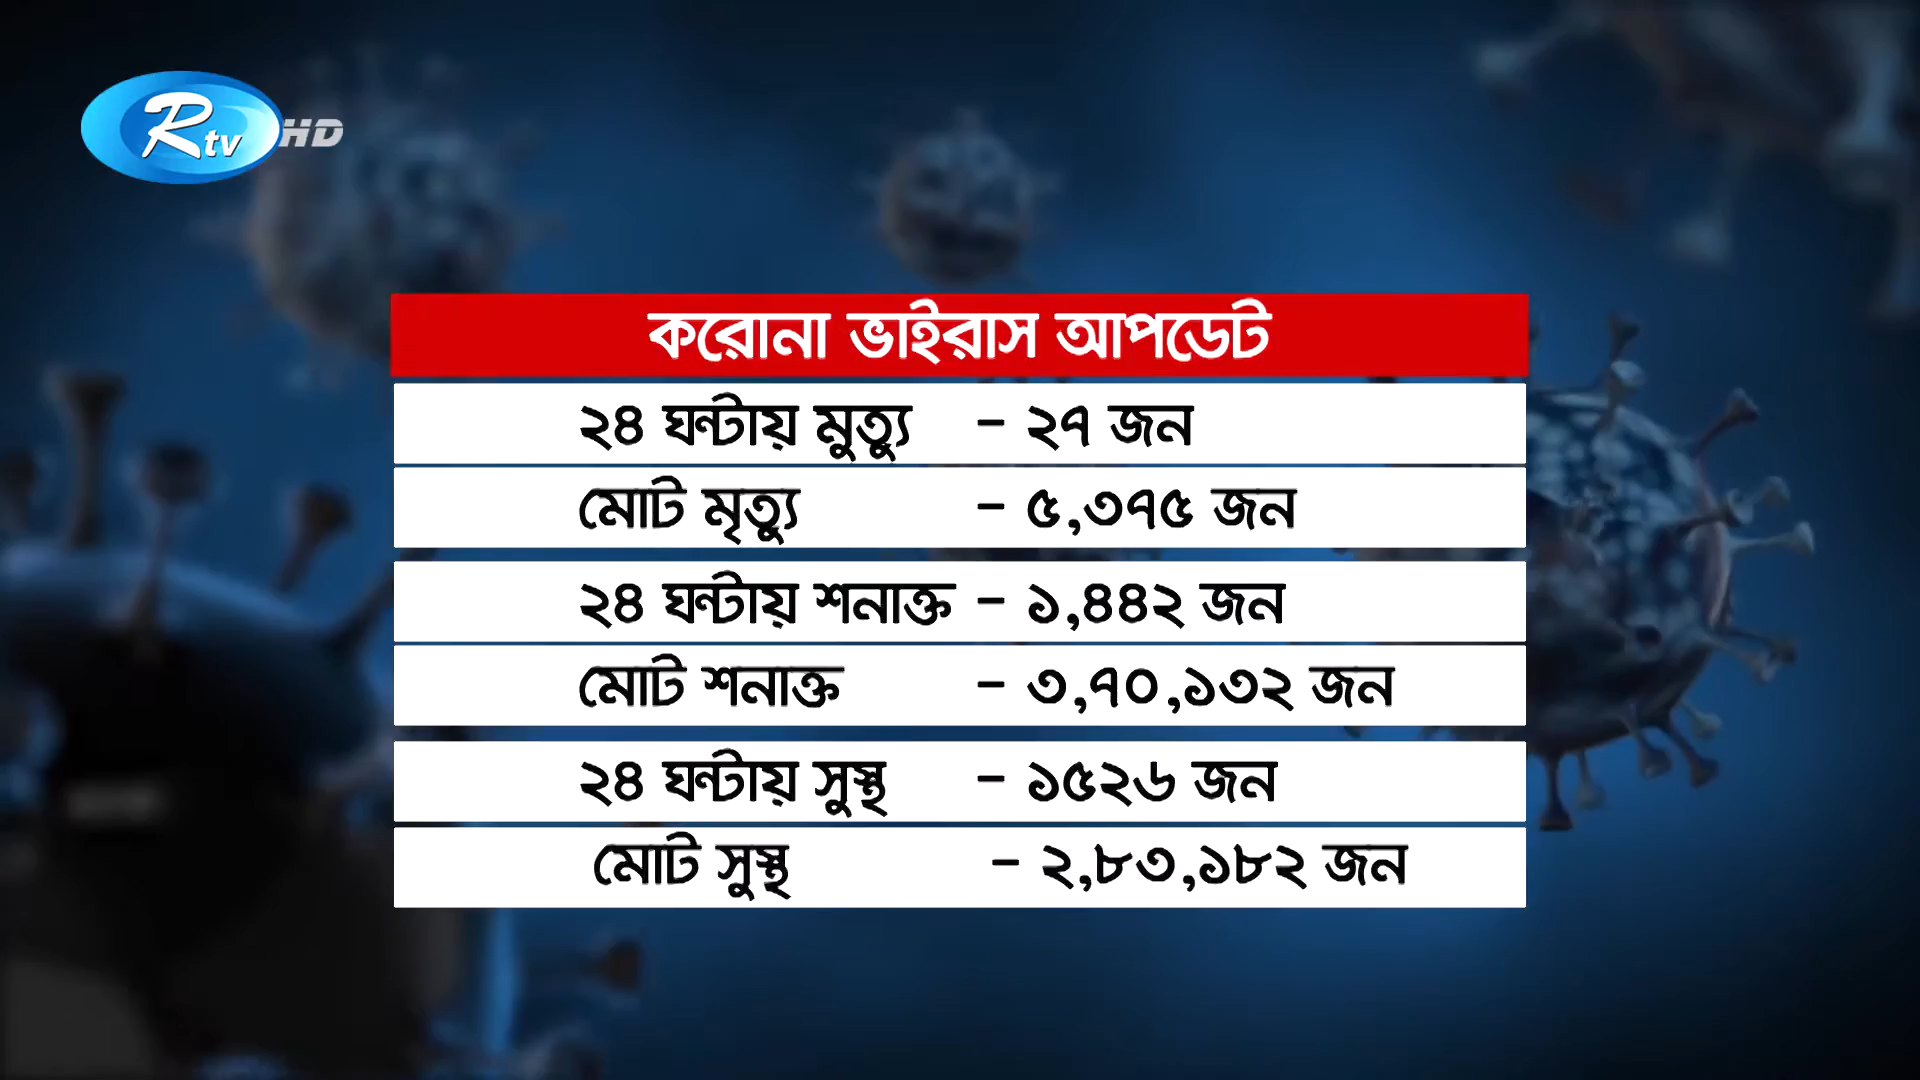 Rtv HD
করোনা ভাইরাস আপডেট
২৪ ঘন্টায় মুত্যু - ২৭ জন
মোট মৃত্যু - ৫,৩৭৫ জন
২৪ ঘন্টায় শনাক্ত - ১,৪৪২ জন
মোট শনাক্ত - ৩,৭০,১৩২ জন
২৪ ঘন্টায় সুস্থ - ১৫২৬ জন
মোট সুস্থ - ২,৮৩,১৮২ জন